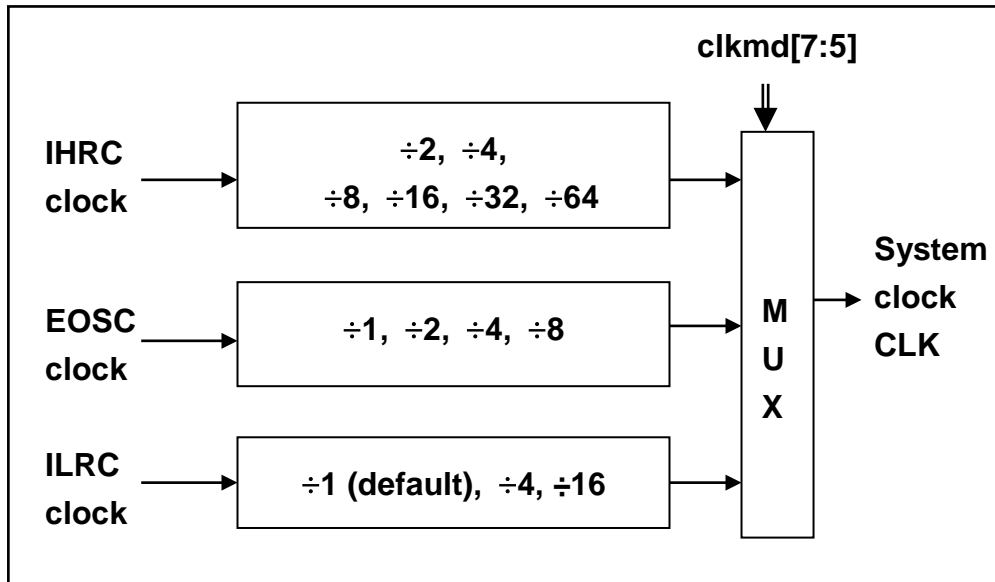 clkmd[7:5]
IHRC
clock
÷2, ÷4,
÷8, ÷16, ÷32, ÷64
EOSC
clock
÷1, ÷2, ÷4, ÷8
ILRC
clock
÷1 (default), ÷4, ÷16
M
U
X
System
clock
CLK